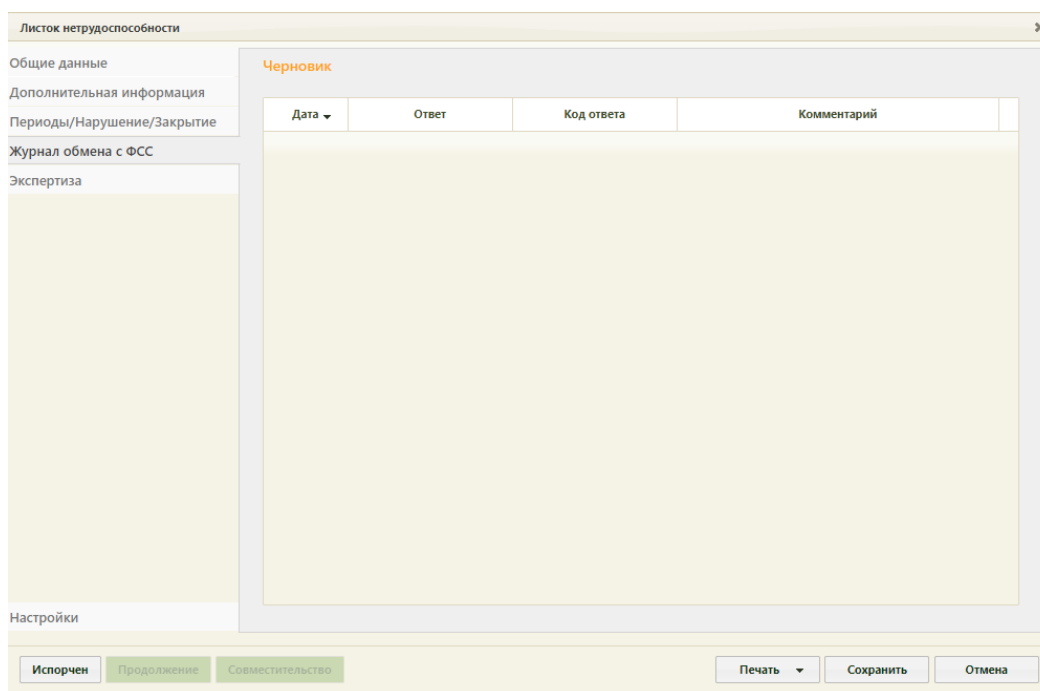 Листок нетрудоспособности
Общие данные
Дополнительная информация
Периоды/Нарушение/Закрытие
Журнал обмена с ФСС
Экспертиза
Настройки
Черновик
Дата Ответ Код ответа Комментарий
Испорчен Продолжение Совместительство Печать Сохранить Отмена